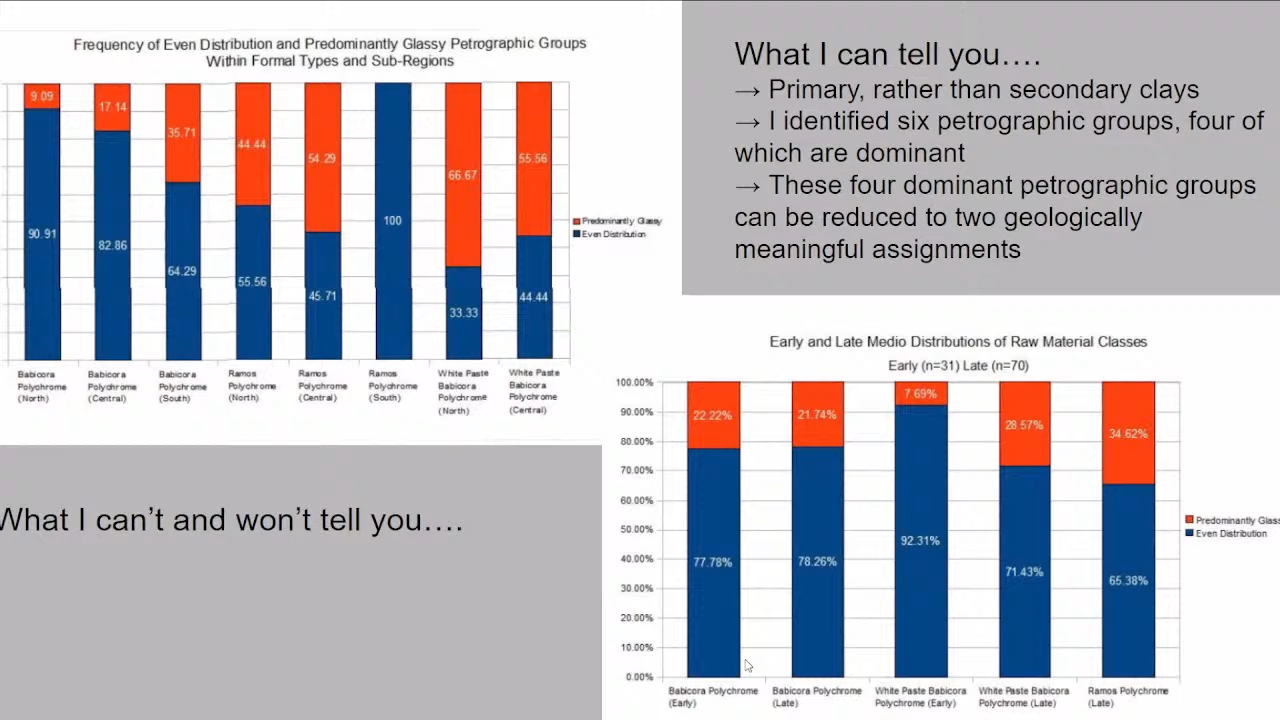 Frequency of Even Distribution and Predominantly Glassy Petrographic Groups
Within Formal Types and Sub-Regions
9.09
17.14
35.71
44.44
54.29
66.67
55.56
90.91
82.86
64.29
55.56
45.71
100
33.33
44.44
Predominantly Glassy
Even Distribution
Babicora
Polychrome
(North)
Babicora
Polychrome
(Central)
Babicora
Polychrome
(South)
Ramos
Polychrome
(North)
Ramos
Polychrome
(Central)
Ramos
Polychrome
(South)
White Paste
Babicora
Polychrome
(North)
White Paste
Babicora
Polychrome
(Central)
What I can tell you….
→ Primary, rather than secondary clays
→ I identified six petrographic groups, four of
which are dominant
→ These four dominant petrographic groups
can be reduced to two geologically
meaningful assignments
What I can’t and won’t tell you….
Early and Late Medio Distributions of Raw Material Classes
Early (n=31) Late (n=70)
100.00%
90.00%
80.00%
70.00%
60.00%
50.00%
40.00%
30.00%
20.00%
10.00%
0.00%
22.22%
21.74%
7.69%
28.57%
34.62%
77.78%
78.26%
92.31%
71.43%
65.38%
Predominantly Glass
Even Distribution
Babicora Polychrome
(Early)
Babicora Polychrome
(Late)
White Paste Babicora
Polychrome (Early)
White Paste Babicora
Polychrome (Late)
Ramos Polychrome
(Late)